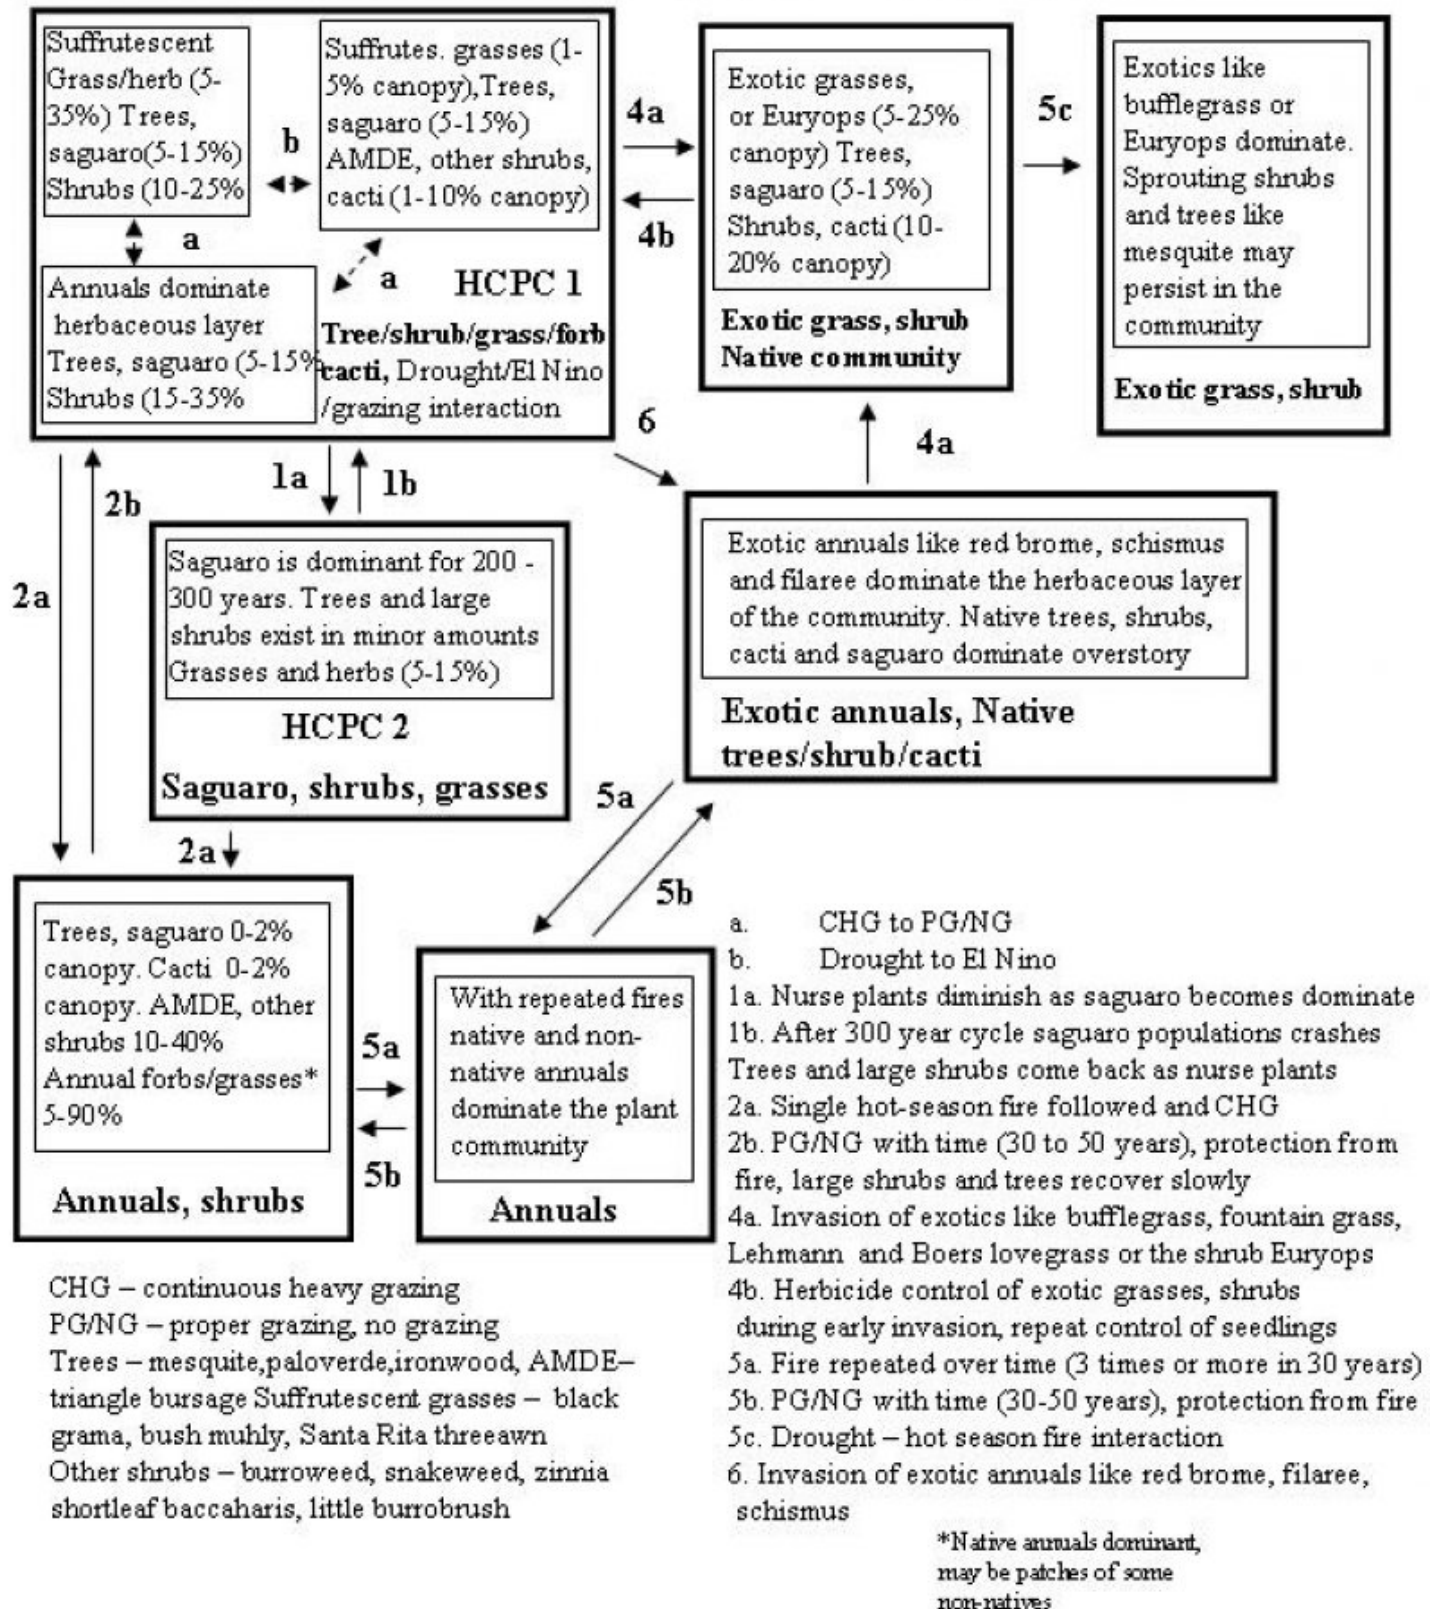 Suffrutescent
Grass/herb (5-
35%) Trees,
saguaro(5-15%)
Shrubs (10-25%
b
Suffrutes. grasses (1-
5% canopy),Trees,
saguaro (5-15%)
AMDE, other shrubs,
cacti (1-10% canopy)
a
a
Annuals dominate
herbaceous layer
Trees, saguaro (5-15%
Shrubs (15-35%
HCPC 1
Tree/shrub/grass/forb
cacti, Drought/El Nino
/grazing interaction
4a
4b
Exotic grasses,
or Euryops (5-25%
canopy) Trees,
saguaro (5-15%)
Shrubs, cacti (10-
20% canopy)
Exotic grass, shrub
Native community
5c
Exotics like
bufflegrass or
Euryops dominate.
Sprouting shrubs
and trees like
mesquite may
persist in the
community
Exotic grass, shrub
6
4a
1a
1b
2b
2a
Saguaro is dominant for 200 -
300 years. Trees and large
shrubs exist in minor amounts
Grasses and herbs (5-15%)
HCPC 2
Saguaro, shrubs, grasses
Exotic annuals like red brome, schismus
and filaree dominate the herbaceous layer
of the community. Native trees, shrubs,
cacti and saguaro dominate overstory
Exotic annuals, Native
trees/shrub/cacti
5a
5b
2a
Trees, saguaro 0-2%
canopy. Cacti 0-2%
canopy. AMDE, other
shrubs 10-40%
Annual forbs/grasses*
5-90%
Annuals, shrubs
5a
5b
With repeated fires
native and non-
native annuals
dominate the plant
community
Annuals
a. CHG to PG/NG
b. Drought to El Nino
1a. Nurse plants diminish as saguaro becomes dominate
1b. After 300 year cycle saguaro populations crashes
Trees and large shrubs come back as nurse plants
2a. Single hot-season fire followed and CHG
2b. PG/NG with time (30 to 50 years), protection from
fire, large shrubs and trees recover slowly
4a. Invasion of exotics like bufflegrass, fountain grass,
Lehmann and Boers lovegrass or the shrub Euryops
4b. Herbicide control of exotic grasses, shrubs
during early invasion, repeat control of seedlings
5a. Fire repeated over time (3 times or more in 30 years)
5b. PG/NG with time (30-50 years), protection from fire
5c. Drought – hot season fire interaction
6. Invasion of exotic annuals like red brome, filaree,
schismus
CHG – continuous heavy grazing
PG/NG – proper grazing, no grazing
Trees – mesquite,paloverde,ironwood, AMDE–
triangle bursage Suffrutescent grasses – black
grama, bush muhly, Santa Rita threeawn
Other shrubs – burroweed, snakeweed, zinnia
shortleaf baccaharis, little burrobrush
*Native annuals dominant,
may be patches of some
non-natives